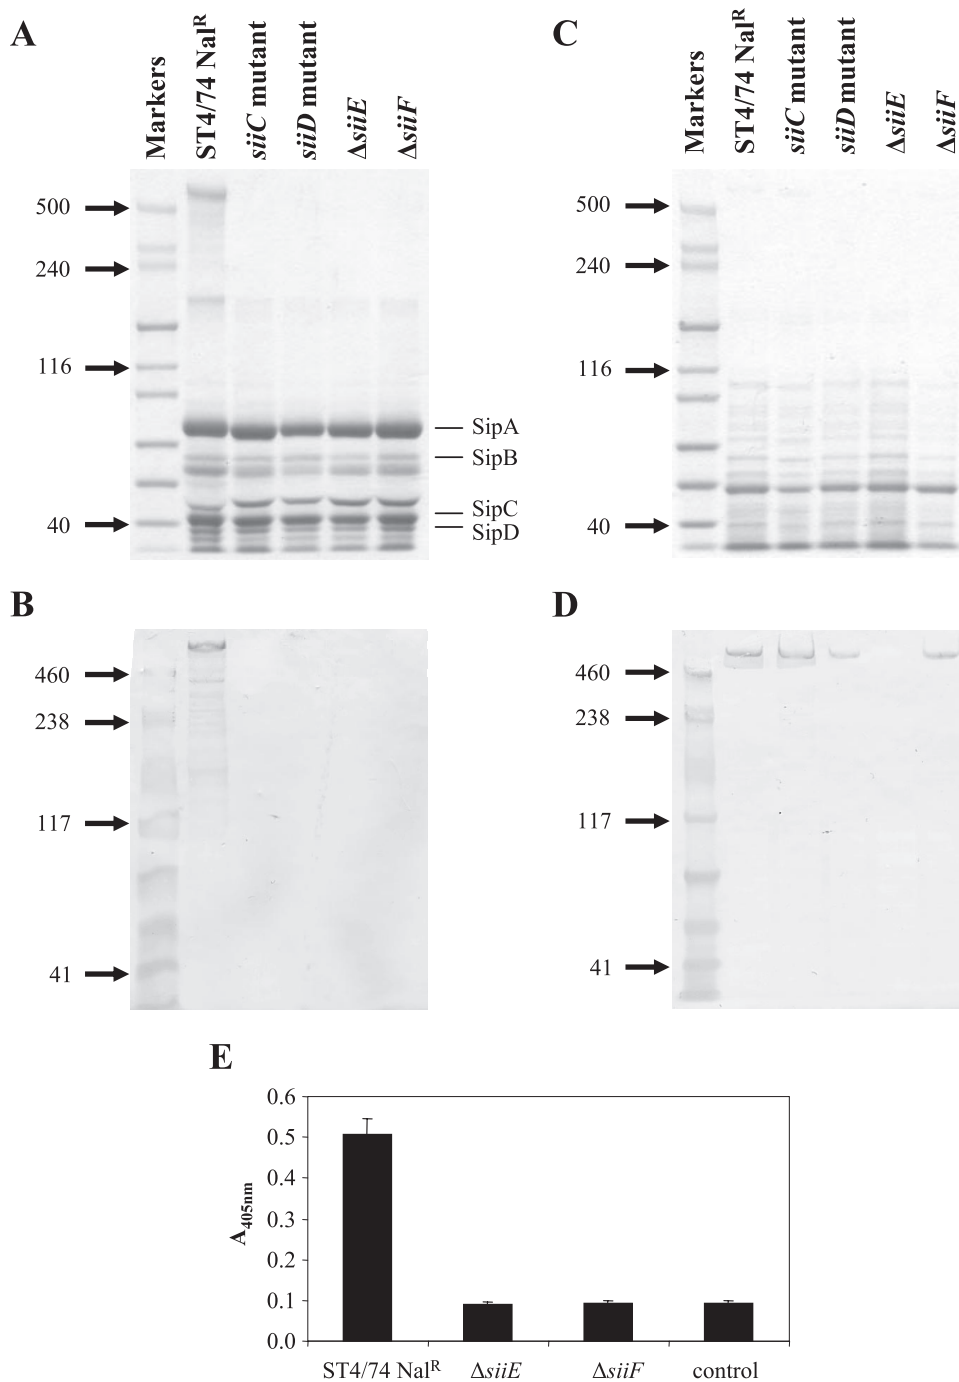 A
Markers
ST4/74 Nalᴿ
siiC mutant
siiD mutant
ΔsiiE
ΔsiiF
500
240
116
40
SipA
SipB
SipC
SipD
C
Markers
ST4/74 Nalᴿ
siiC mutant
siiD mutant
ΔsiiE
ΔsiiF
500
240
116
40
B
460
238
117
41
D
460
238
117
41
E
A405nm
0.6
0.5
0.4
0.3
0.2
0.1
0.0
ST4/74 Nalᴿ ΔsiiE ΔsiiF control